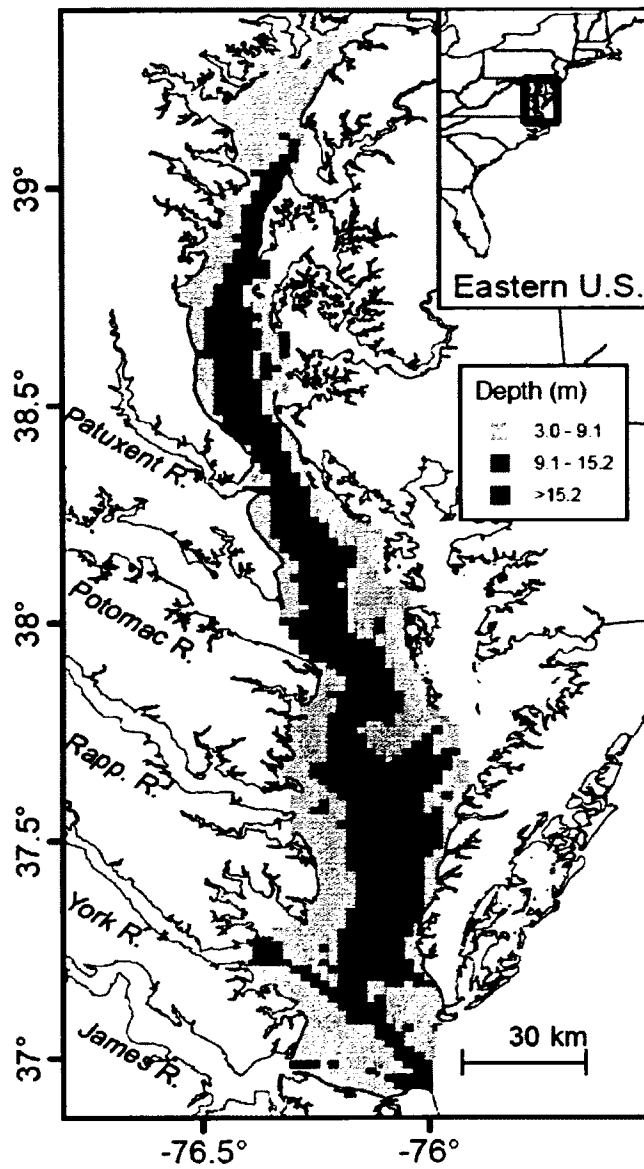 Eastern U.S.
39°
Depth (m)
3.0 - 9.1
9.1 - 15.2
>15.2
38.5°
Patuxent R.
38°
Potomac R.
Rapp. R.
37.5°
York R.
James R.
37°
30 km
-76.5°
-76°